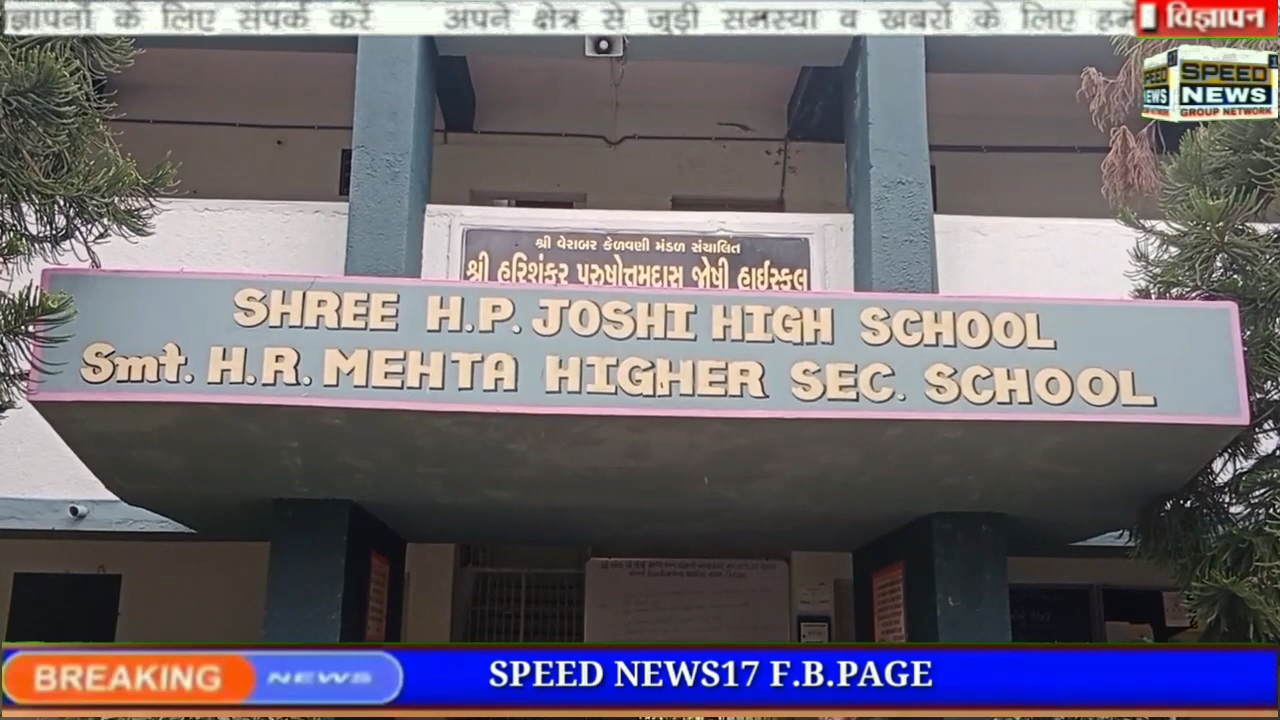 ज्ञापनों के लिए संपर्क करें अपने क्षेत्र से जूड़ी समस्या व खबरों के लिए हमें
विज्ञापन
SPEED
NEWS
GROUP NETWORK
શ્રી વેરાબર કેળવણી મંડળ સંચાલિત
શ્રી હરિશંકર પરુષોત્તમદાસ જોષી હાઈસ્કૂલ
SHREE H.P. JOSHI HIGH SCHOOL
Smt. H.R. MEHTA HIGHER SEC. SCHOOL
BREAKING NEWS
SPEED NEWS17 F.B.PAGE